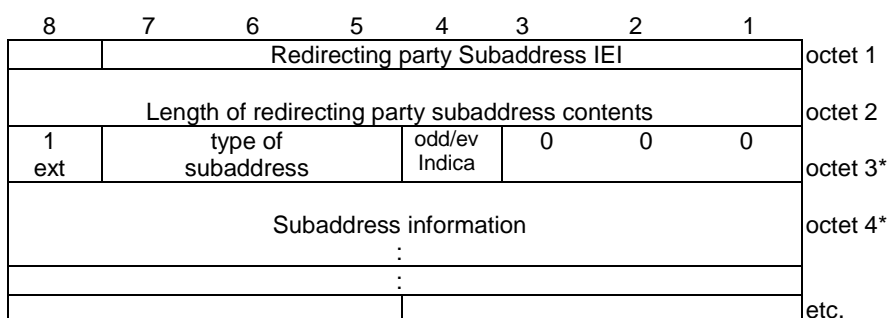 8 7 6 5 4 3 2 1
Redirecting party Subaddress IEI octet 1
Length of redirecting party subaddress contents octet 2
1 type of odd/ev 0 0 0
ext subaddress Indica octet 3*
Subaddress information octet 4*
:
:
etc.